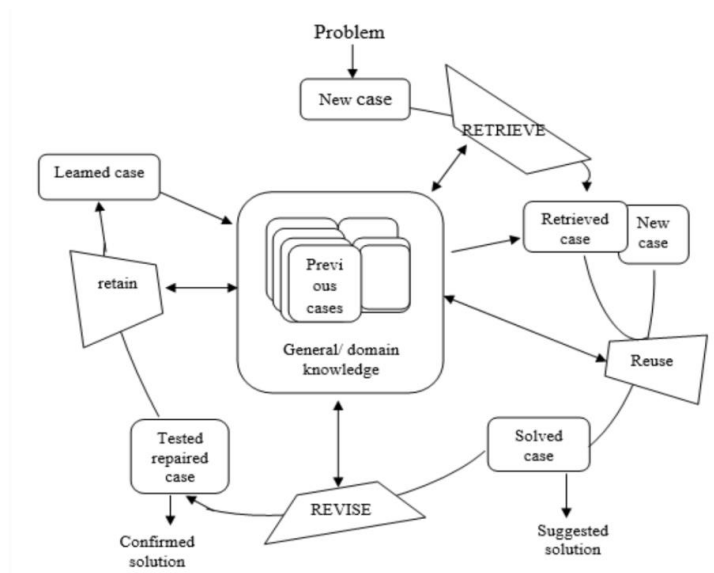 Problem
New case
RETRIEVE
Learned case
Retrieved
case
New
case
retain
Previ
ous
cases
General/ domain
knowledge
Reuse
Tested
repaired
case
Solved
case
REVISE
Confirmed
solution
Suggested
solution